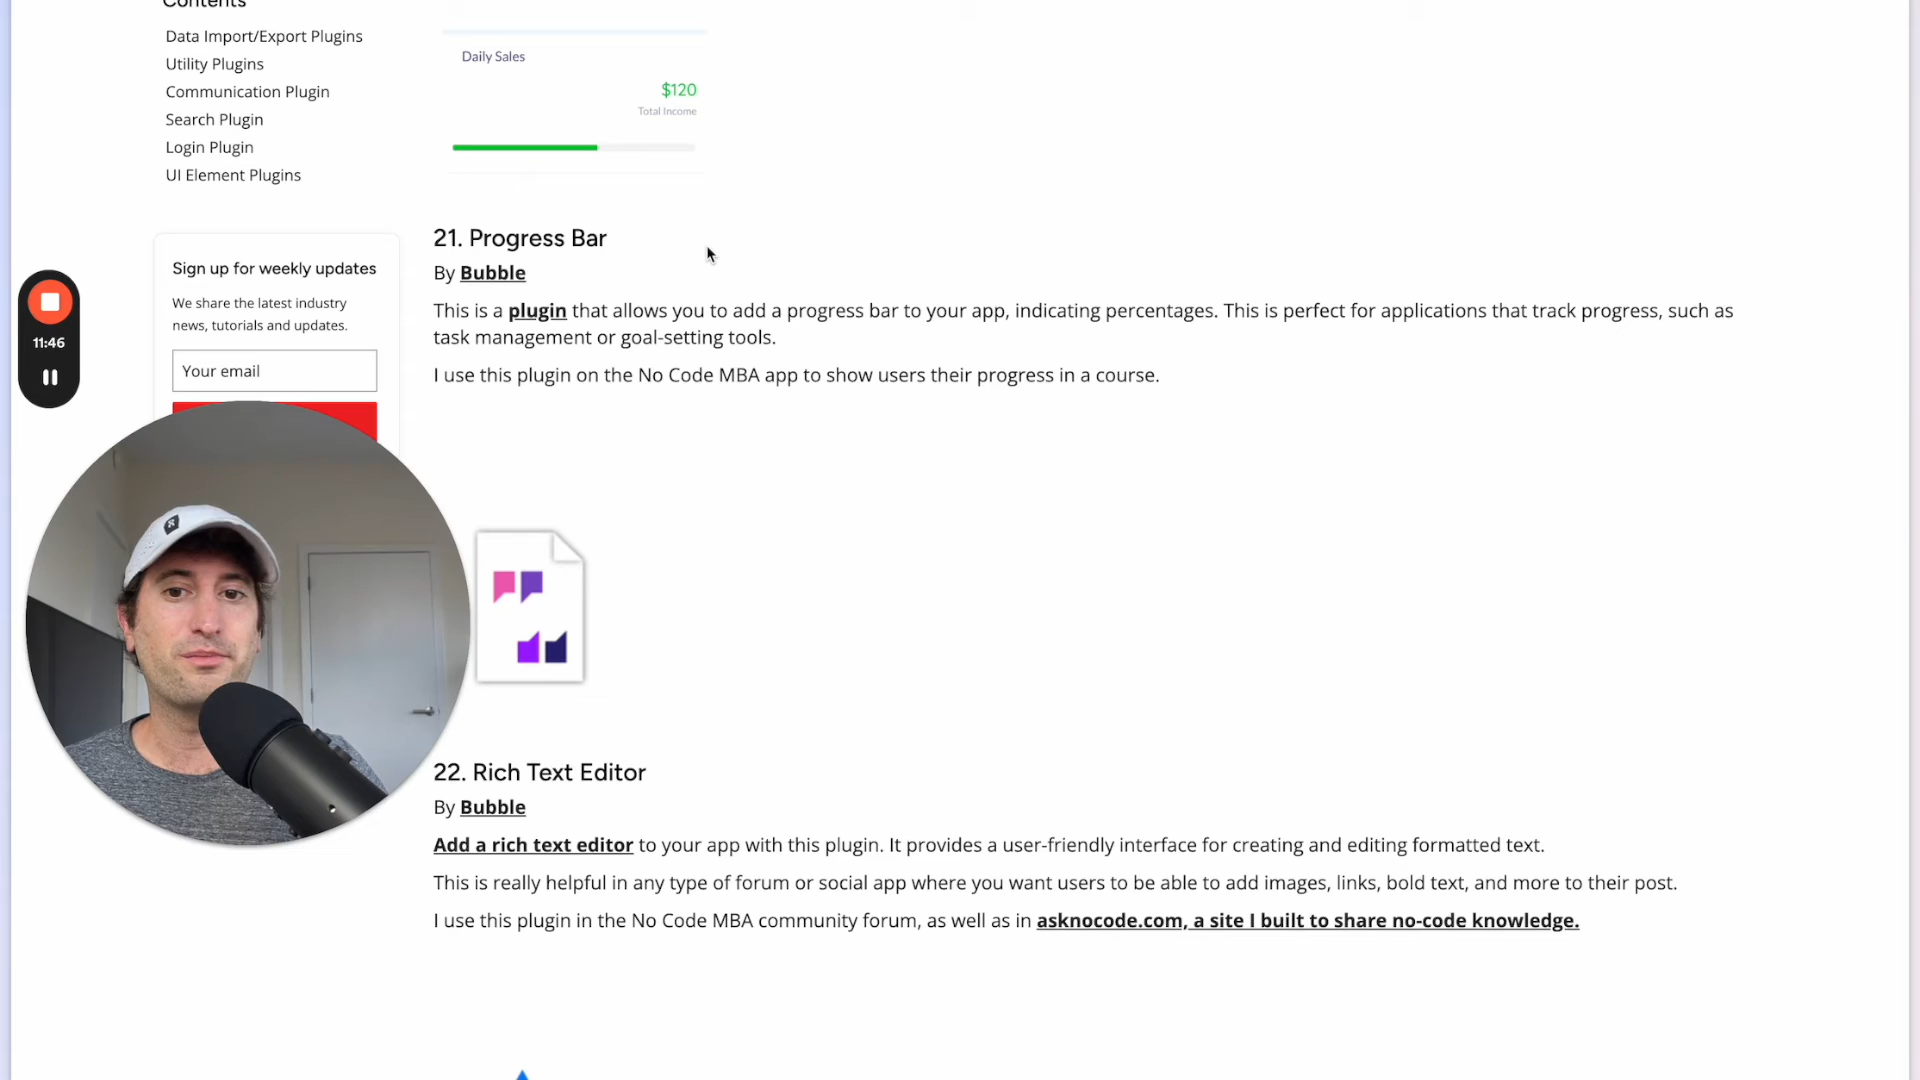 Contents
Data Import/Export Plugins
Utility Plugins
Communication Plugin
Search Plugin
Login Plugin
UI Element Plugins
Sign up for weekly updates
We share the latest industry
news, tutorials and updates.
Your email
11:46
Daily Sales
$120
Total Income
21. Progress Bar
By Bubble
This is a plugin that allows you to add a progress bar to your app, indicating percentages. This is perfect for applications that track progress, such as
task management or goal-setting tools.
I use this plugin on the No Code MBA app to show users their progress in a course.
22. Rich Text Editor
By Bubble
Add a rich text editor to your app with this plugin. It provides a user-friendly interface for creating and editing formatted text.
This is really helpful in any type of forum or social app where you want users to be able to add images, links, bold text, and more to their post.
I use this plugin in the No Code MBA community forum, as well as in asknocode.com, a site I built to share no-code knowledge.